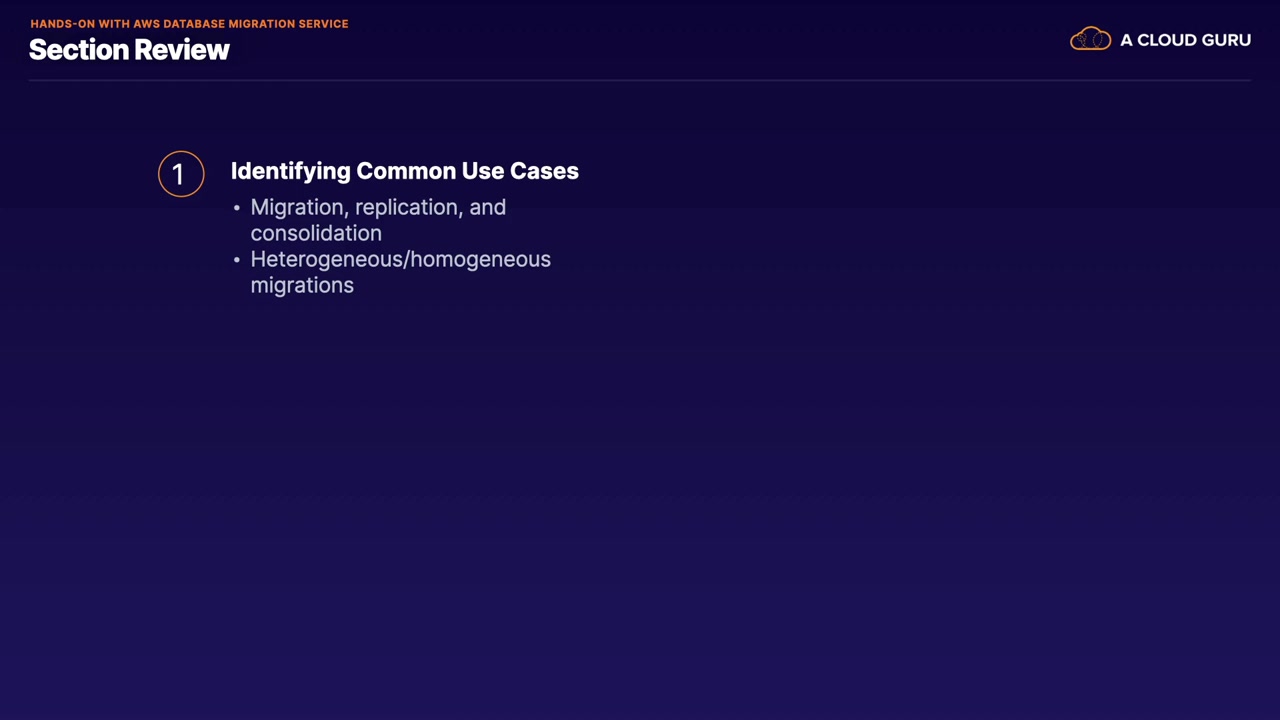 HANDS-ON WITH AWS DATABASE MIGRATION SERVICE
Section Review
A CLOUD GURU
1
Identifying Common Use Cases
• Migration, replication, and
consolidation
• Heterogeneous/homogeneous
migrations